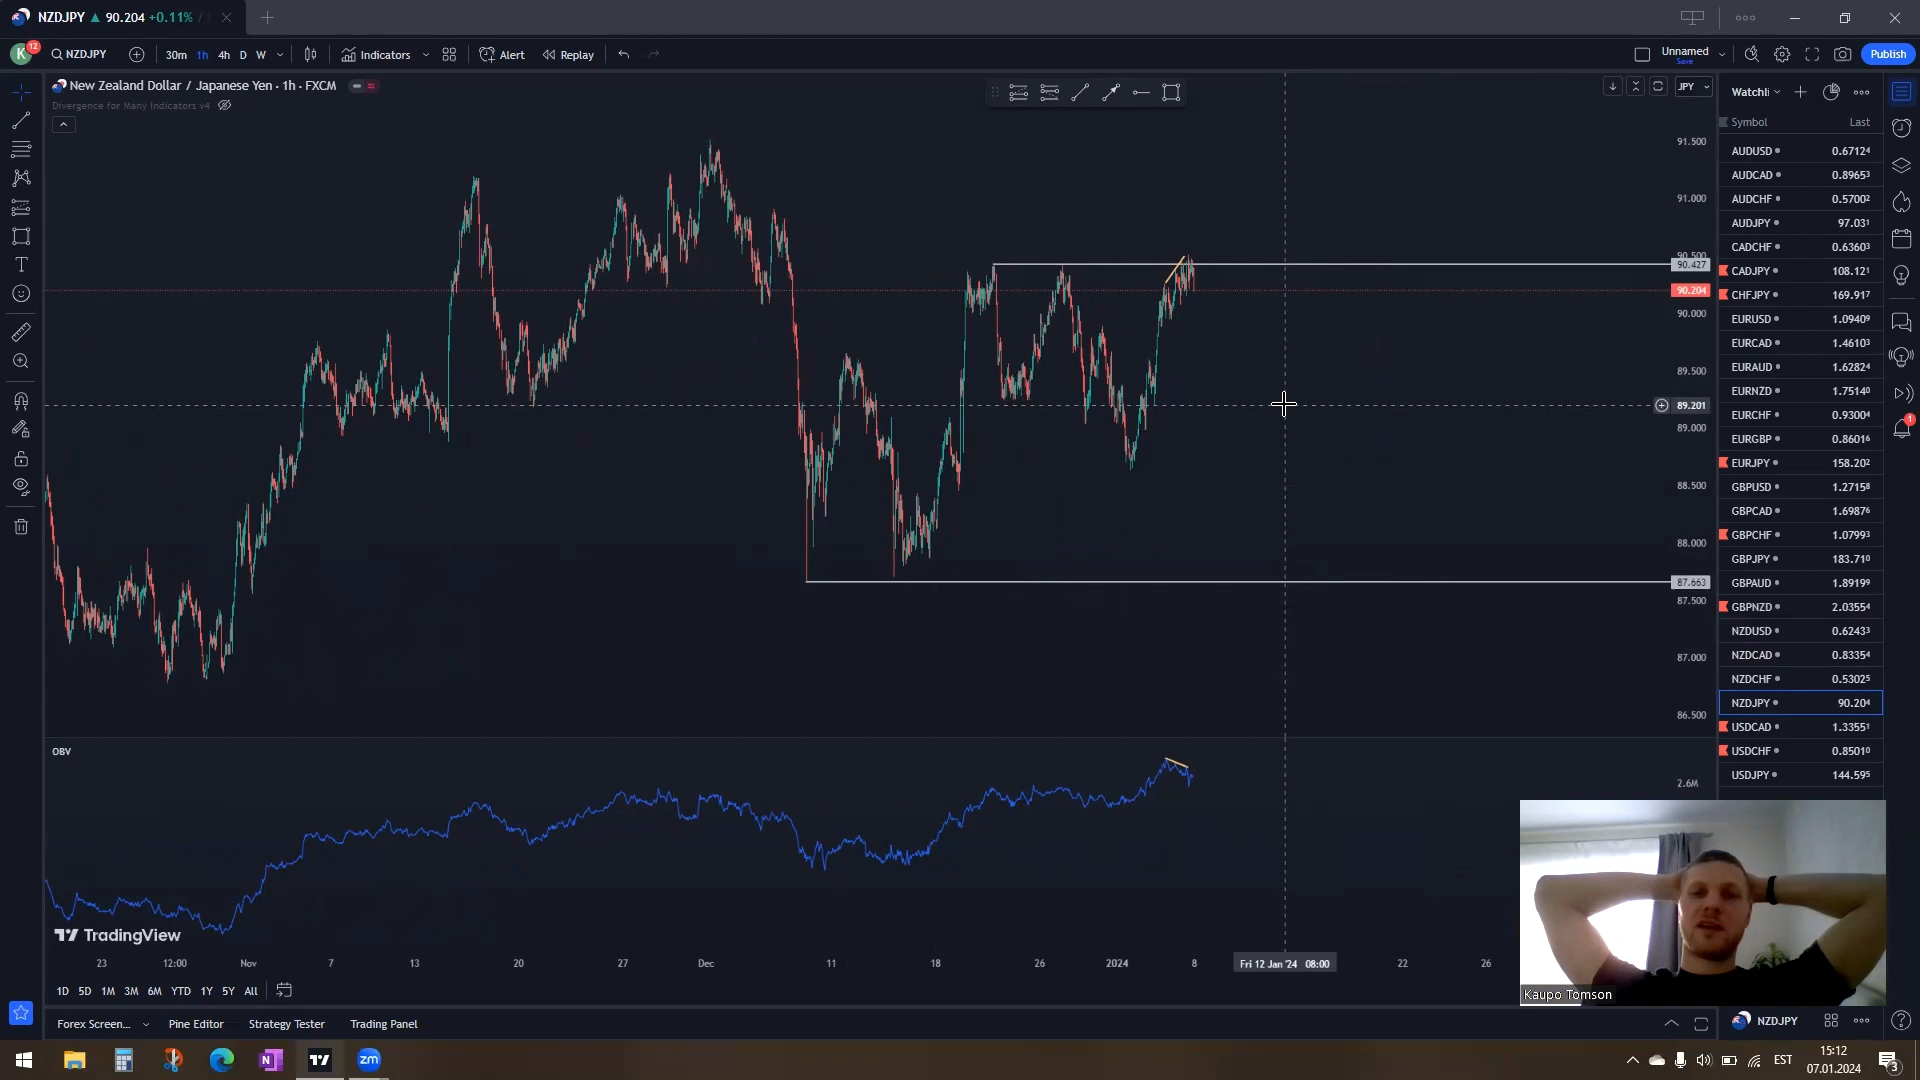 NZDJPY ▲ 90.204 +0.11% /
K 12 NZDJPY 30m 1h 4h D W Indicators Alert Replay Unnamed Save Publish
New Zealand Dollar / Japanese Yen · 1h · FXCM
Divergence for Many Indicators v4
JPY
91.500
91.000
90.500
90.427
90.204
90.000
89.500
89.201
89.000
88.500
88.000
87.663
87.500
87.000
86.500
OBV
2.6M
TradingView
23 12:00 Nov 7 13 20 27 Dec 11 18 26 2024 8 Fri 12 Jan '24 08:00 22 26
1D 5D 1M 3M 6M YTD 1Y 5Y All
Forex Screen... Pine Editor Strategy Tester Trading Panel
Watchli
Symbol Last
AUDUSD 0.67124
AUDCAD 0.89653
AUDCHF 0.57002
AUDJPY 97.031
CADCHF 0.63603
CADJPY 108.121
CHFJPY 169.917
EURUSD 1.09409
EURCAD 1.46103
EURAUD 1.62824
EURNZD 1.75140
EURCHF 0.93004
EURGBP 0.86016
EURJPY 158.202
GBPUSD 1.27158
GBPCAD 1.69876
GBPCHF 1.07993
GBPJPY 183.710
GBPAUD 1.89199
GBPNZD 2.03554
NZDUSD 0.62433
NZDCAD 0.83354
NZDCHF 0.53025
NZDJPY 90.204
USDCAD 1.33551
USDCHF 0.85010
USDJPY 144.595
1
Kaupo Tomson
NZDJPY
N zm
EST 15:12
07.01.2024
3